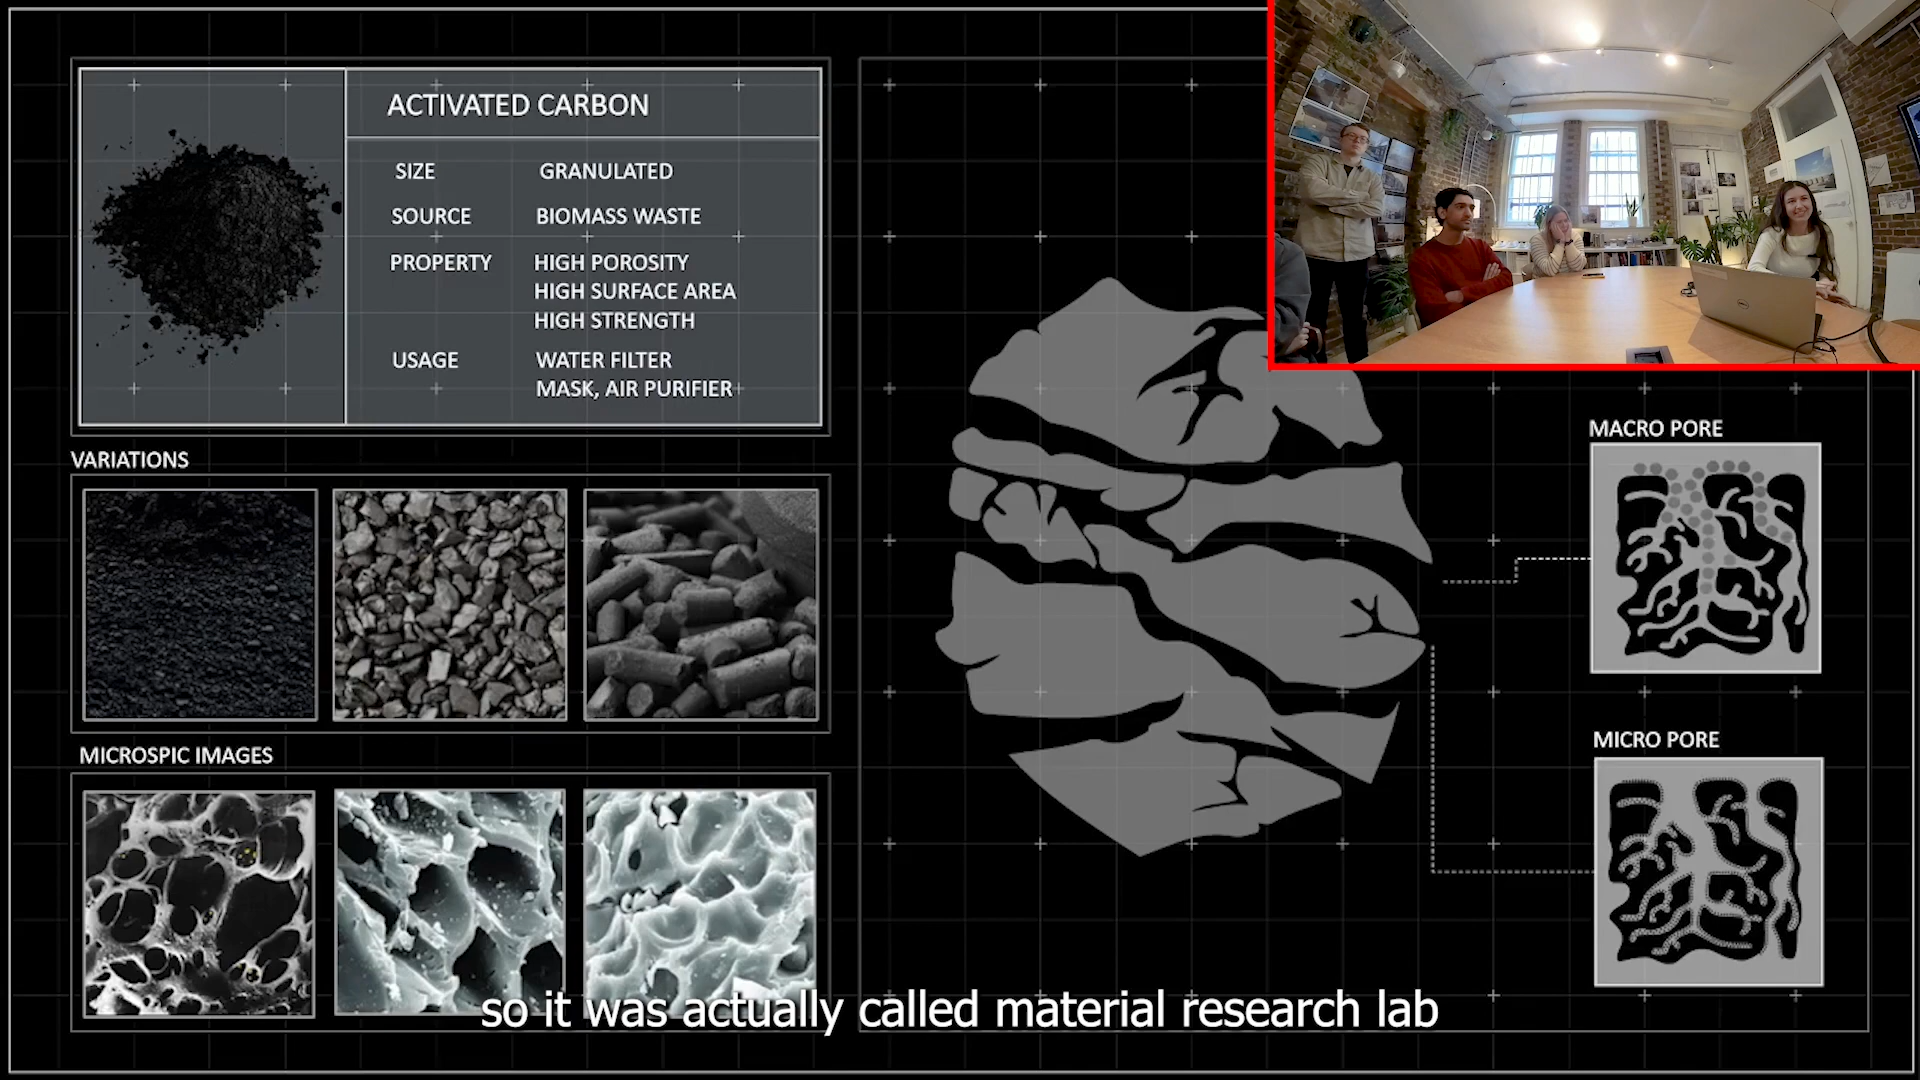 ACTIVATED CARBON
SIZE GRANULATED
SOURCE BIOMASS WASTE
PROPERTY HIGH POROSITY
HIGH SURFACE AREA
HIGH STRENGTH
USAGE WATER FILTER
MASK, AIR PURIFIER
VARIATIONS
MICROSPIC IMAGES
MACRO PORE
MICRO PORE
so it was actually called material research lab